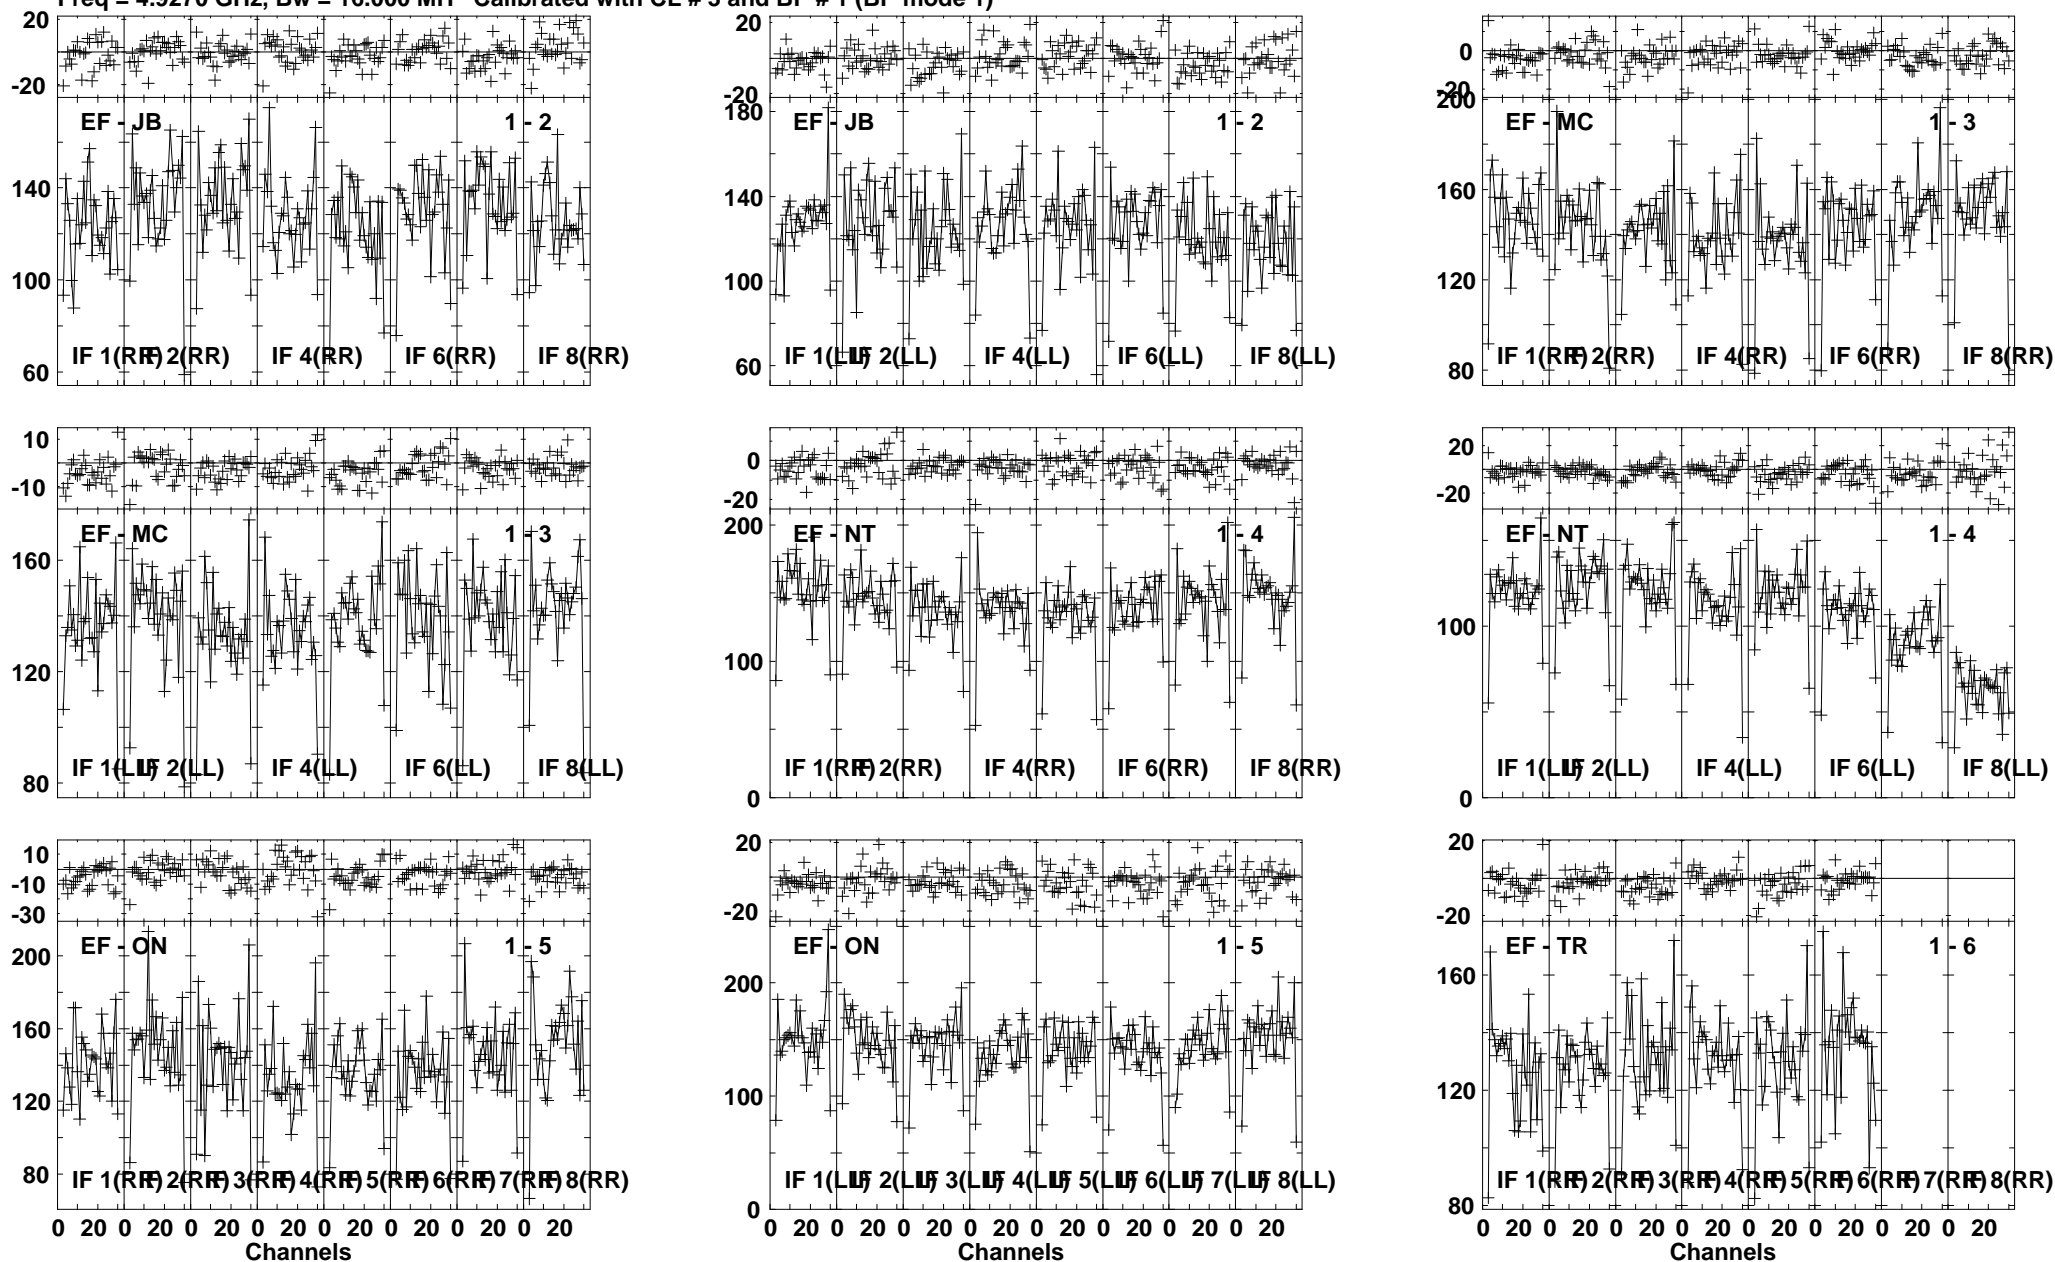 Freq = 4.9270 GHz, Bw = 16.000 MH Calibrated with CL # 3 and BP # 1 (BP mode 1)
20
-20
EF - JB 1 - 2
140
100
60
IF 1(RR) IF 2(RR) IF 4(RR) IF 6(RR) IF 8(RR)
20
-20
180
EF - JB 1 - 2
140
100
60
IF 1(LL) IF 2(LL) IF 4(LL) IF 6(LL) IF 8(LL)
0
-20
200
EF - MC 1 - 3
160
120
80
IF 1(RR) IF 2(RR) IF 4(RR) IF 6(RR) IF 8(RR)
10
-10
EF - MC 1 - 3
160
120
80
IF 1(LL) IF 2(LL) IF 4(LL) IF 6(LL) IF 8(LL)
0
-20
200
EF - NT 1 - 4
100
0
IF 1(RR) IF 2(RR) IF 4(RR) IF 6(RR) IF 8(RR)
20
-20
EF - NT 1 - 4
100
0
IF 1(LL) IF 2(LL) IF 4(LL) IF 6(LL) IF 8(LL)
10
-10
-30
EF - ON 1 - 5
200
160
120
80
IF 1(RR) IF 2(RR) IF 3(RR) IF 4(RR) IF 5(RR) IF 6(RR) IF 7(RR) IF 8(RR)
0 20 0 20 0 20 0 20 0 20 0 20 0 20 0 20
Channels
20
-20
EF - ON 1 - 5
200
100
0
IF 1(LL) IF 2(LL) IF 3(LL) IF 4(LL) IF 5(LL) IF 6(LL) IF 7(LL) IF 8(LL)
0 20 0 20 0 20 0 20 0 20 0 20 0 20 0 20
Channels
20
-20
EF - TR 1 - 6
160
120
80
IF 1(RR) IF 2(RR) IF 3(RR) IF 4(RR) IF 5(RR) IF 6(RR) IF 7(RR) IF 8(RR)
0 20 0 20 0 20 0 20 0 20 0 20 0 20 0 20
Channels